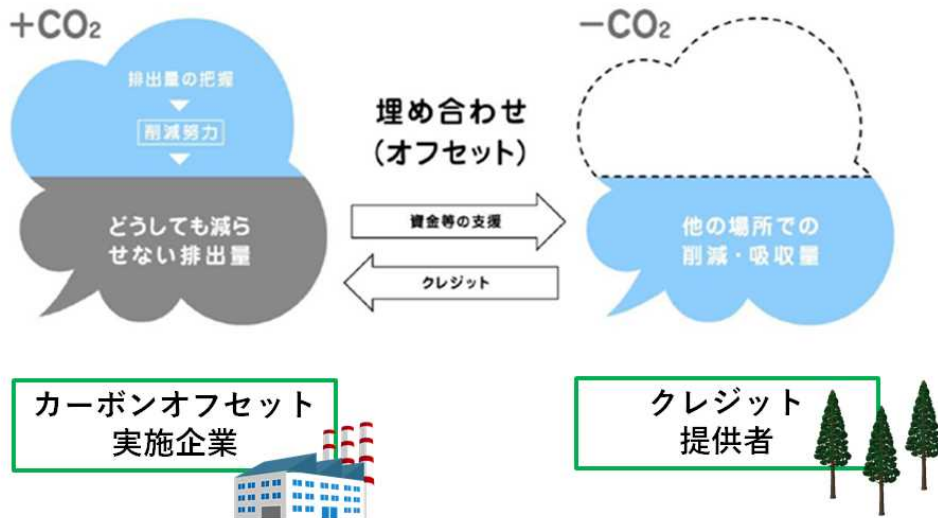 ＋CO₂
排出量の把握
削減努力
どうしても減ら
せない排出量
埋め合わせ
（オフセット）
資金等の支援
クレジット
－CO₂
他の場所での
削減・吸収量
カーボンオフセット
実施企業
クレジット
提供者